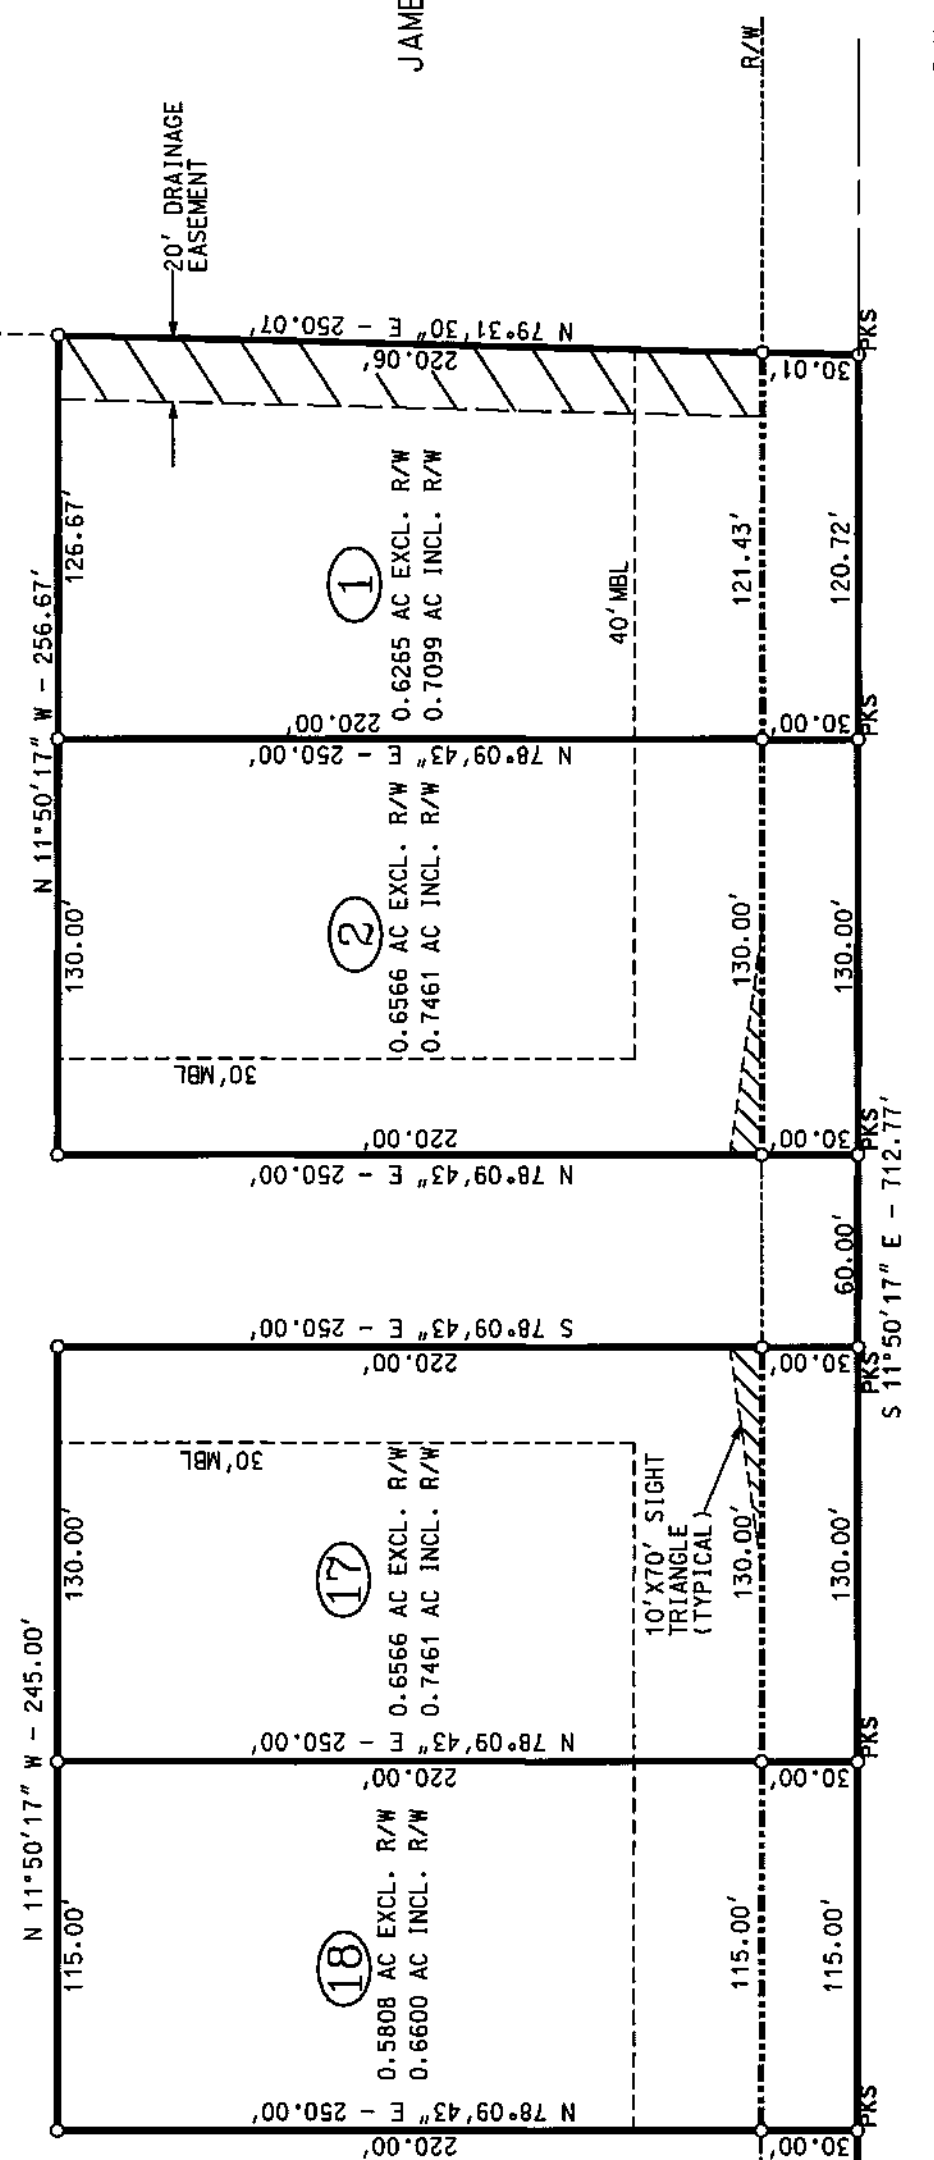 JAME
R/W
20' DRAINAGE
EASEMENT
N 79°31'30" E - 250.07'
220.06'
30.01'
PKS
N 11°50'17" W - 256.67'
126.67'
1
0.6265 AC EXCL. R/W
0.7099 AC INCL. R/W
40'MBL
121.43'
120.72'
220.00'
N 78°09'43" E - 250.00'
30.00'
PKS
130.00'
2
0.6566 AC EXCL. R/W
0.7461 AC INCL. R/W
130.00'
130.00'
30'MBL
220.00'
N 78°09'43" E - 250.00'
30.00'
PKS
60.00'
S 11°50'17" E - 712.77'
S 78°09'43" E - 250.00'
220.00'
30.00'
PKS
30'MBL
N 11°50'17" W - 245.00'
130.00'
17
0.6566 AC EXCL. R/W
0.7461 AC INCL. R/W
10'X70' SIGHT
TRIANGLE
(TYPICAL)
130.00'
130.00'
N 78°09'43" E - 250.00'
220.00'
30.00'
PKS
115.00'
18
0.5808 AC EXCL. R/W
0.6600 AC INCL. R/W
115.00'
115.00'
N 78°09'43" E - 250.00'
220.00'
30.00'
PKS